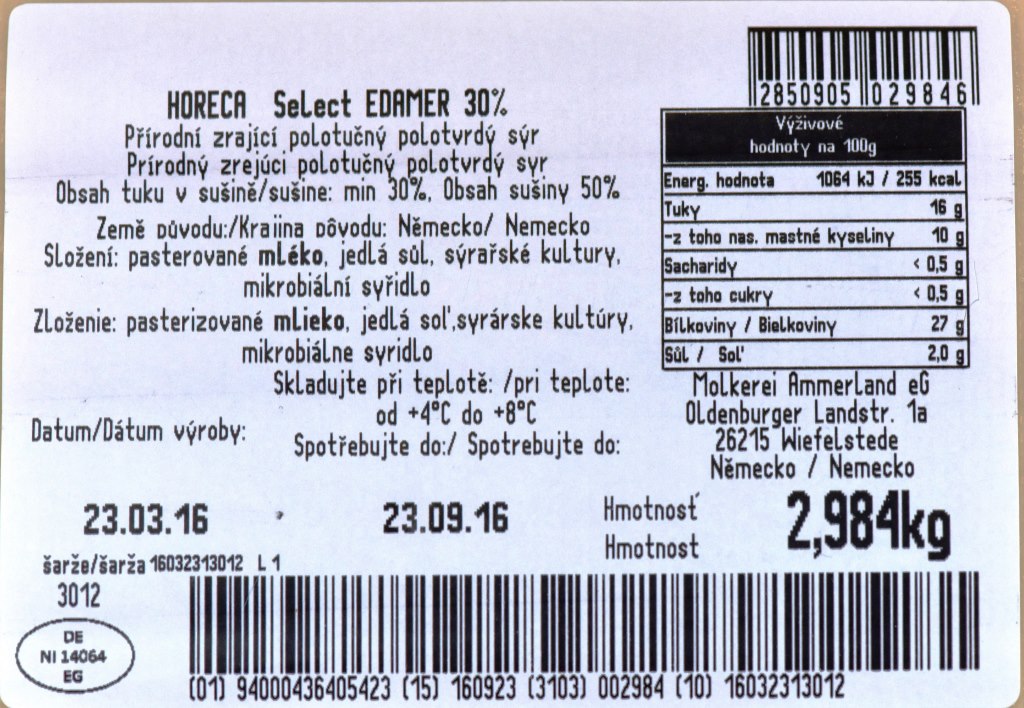 HORECA Select EDAMER 30%
Přírodní zrající polotučný polotvrdý sýr
Prírodný zrejúci polotučný polotvrdý syr
Obsah tuku v sušině/sušine: min 30%, Obsah sušiny 50%
Země původu:/Krajina pôvodu: Německo/ Nemecko
Složení: pasterované mléko, jedlá sůl, sýrařské kultury,
mikrobiální syřidlo
Zloženie: pasterizované mlieko, jedlá soľ,syrárske kultúry,
mikrobiálne syridlo
Skladujte při teplotě: /pri teplote:
od +4°C do +8°C
Datum/Dátum výroby:
Spotřebujte do:/ Spotrebujte do:
23.03.16
23.09.16
šarže/šarža 16032313012 L 1
3012
DE
NI 14064
EG
2850905 029846
Výživové
hodnoty na 100g
Energ. hodnota 1064 kJ / 255 kcal
Tuky 16 g
-z toho nas. mastné kyseliny 10 g
Sacharidy < 0,5 g
-z toho cukry < 0,5 g
Bílkoviny / Bielkoviny 27 g
Sůl / Soľ 2,0 g
Molkerei Ammerland eG
Oldenburger Landstr. 1a
26215 Wiefelstede
Německo / Nemecko
Hmotnosť
Hmotnost
2,984kg
(01) 94000436405423 (15) 160923 (3103) 002984 (10) 16032313012